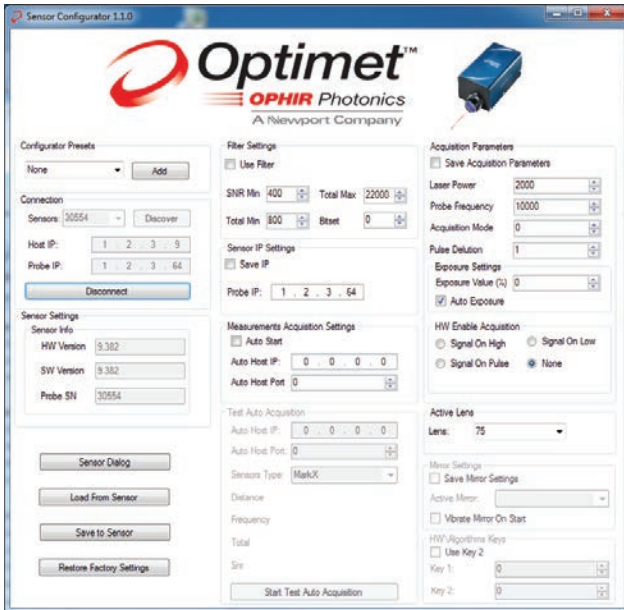 Sensor Configurator 1.1.0
Optimet™
OPHIR Photonics
A Newport Company
Configurator Presets
None
Add
Connection
Sensors: 30554
Discover
Host IP: 1 . 2 . 3 . 9
Probe IP: 1 . 2 . 3 . 64
Disconnect
Sensor Settings
Sensor Info
HW Version 9.382
SW Version 9.382
Probe SN 30554
Sensor Dialog
Load From Sensor
Save to Sensor
Restore Factory Settings
Filter Settings
Use Filter
SNR Min 400 Total Max 22000
Total Min 800 Bitset 0
Sensor IP Settings
Save IP
Probe IP: 1 . 2 . 3 . 64
Measurements Acquisition Settings
Auto Start
Auto Host IP: 0 . 0 . 0 . 0
Auto Host Port 0
Test Auto Acquisition
Auto Host IP: 0 . 0 . 0 . 0
Auto Host Port: 0
Sensors Type: MarkX
Distance
Frequency
Total
Snr
Start Test Auto Acquisition
Acquisition Parameters
Save Acquisition Parameters
Laser Power 2000
Probe Frequency 10000
Acquisition Mode 0
Pulse Delution 1
Exposure Settings
Exposure Value (%) 0
Auto Exposure
HW Enable Acquisition
Signal On High Signal On Low
Signal On Pulse None
Active Lens
Lens: 75
Mirror Settings
Save Mirror Settings
Active Mirror:
Vibrate Mirror On Start
HW\Algorithms Keys
Use Key 2
Key 1: 0
Key 2: 0